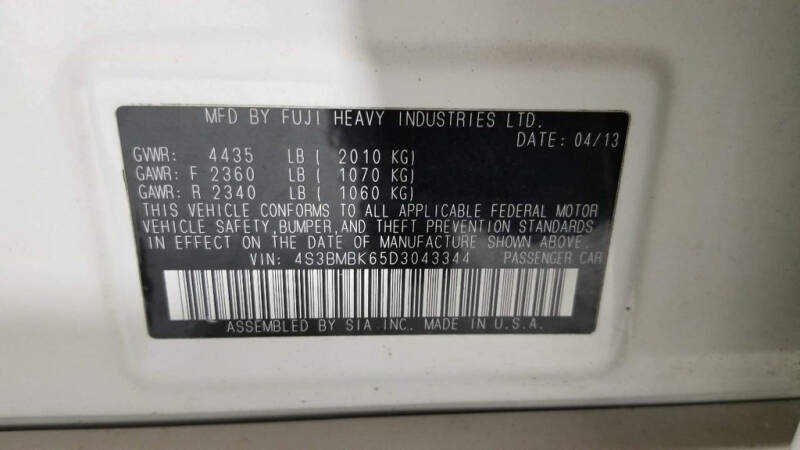 MFD BY FUJI HEAVY INDUSTRIES LTD.
DATE: 04/13
GVWR: 4435 LB ( 2010 KG)
GAWR: F 2360 LB ( 1070 KG)
GAWR: R 2340 LB ( 1060 KG)
THIS VEHICLE CONFORMS TO ALL APPLICABLE FEDERAL MOTOR
VEHICLE SAFETY,BUMPER,AND THEFT PREVENTION STANDARDS
IN EFFECT ON THE DATE OF MANUFACTURE SHOWN ABOVE.
VIN: 4S3BMBK65D3043344 PASSENGER CAR
ASSEMBLED BY SIA INC. MADE IN U.S.A.